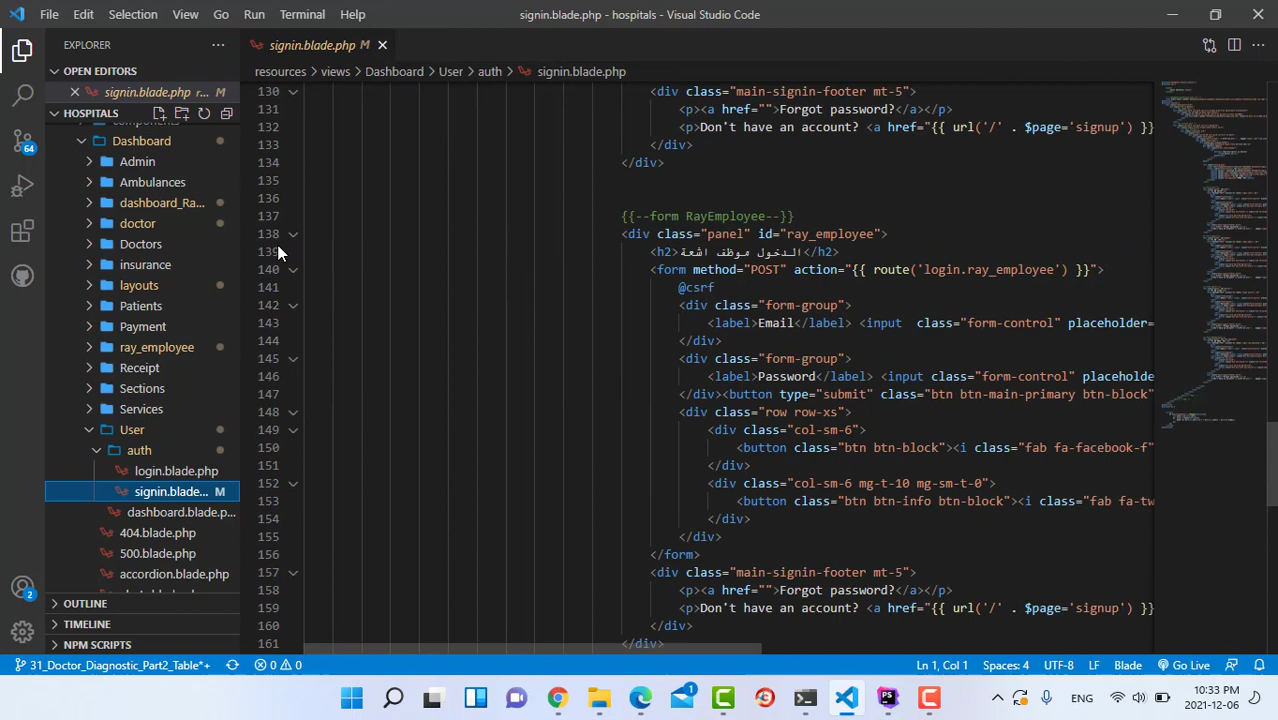 File Edit Selection View Go Run Terminal Help
signin.blade.php - hospitals - Visual Studio Code
EXPLORER
OPEN EDITORS
signin.blade.php r... M
HOSPITALS
Dashboard
Admin
Ambulances
dashboard_Ra...
doctor
Doctors
insurance
layouts
Patients
Payment
ray_employee
Receipt
Sections
Services
User
auth
login.blade.php
signin.blade... M
dashboard.blade.p...
404.blade.php
500.blade.php
accordion.blade.php
OUTLINE
TIMELINE
NPM SCRIPTS
signin.blade.php M
resources > views > Dashboard > User > auth > signin.blade.php
130 <div class="main-signin-footer mt-5">
131 <p><a href="">Forgot password?</a></p>
132 <p>Don't have an account? <a href="{{ url('/' . $page='signup') }}
133 </div>
134 </div>
135
136
137 {{--form RayEmployee--}}
138 <div class="panel" id="ray_employee">
139 <h2>الدخول موظف اشعة</h2>
140 <form method="POST" action="{{ route('login.ray_employee') }}">
141 @csrf
142 <div class="form-group">
143 <label>Email</label> <input  class="form-control" placeholder=
144 </div>
145 <div class="form-group">
146 <label>Password</label> <input class="form-control" placeholde
147 </div><button type="submit" class="btn btn-main-primary btn-block"
148 <div class="row row-xs">
149 <div class="col-sm-6">
150 <button class="btn btn-block"><i class="fab fa-facebook-f"
151 </div>
152 <div class="col-sm-6 mg-t-10 mg-sm-t-0">
153 <button class="btn btn-info btn-block"><i class="fab fa-tw
154 </div>
155 </div>
156 </form>
157 <div class="main-signin-footer mt-5">
158 <p><a href="">Forgot password?</a></p>
159 <p>Don't have an account? <a href="{{ url('/' . $page='signup') }}
160 </div>
161 </div>
64
2
31_Doctor_Diagnostic_Part2_Table*+ 0 0 Ln 1, Col 1 Spaces: 4 UTF-8 LF Blade Go Live
1
ENG
10:33 PM
2021-12-06